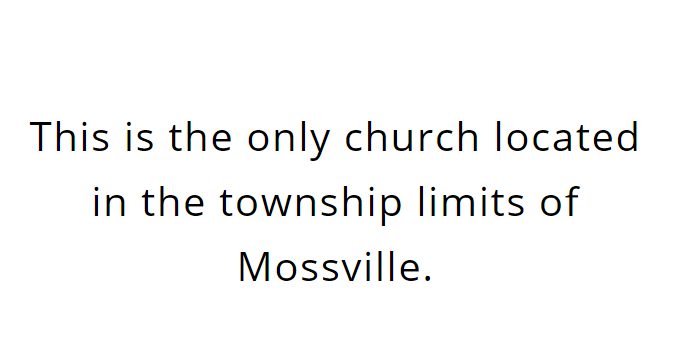 This is the only church located
in the township limits of
Mossville.